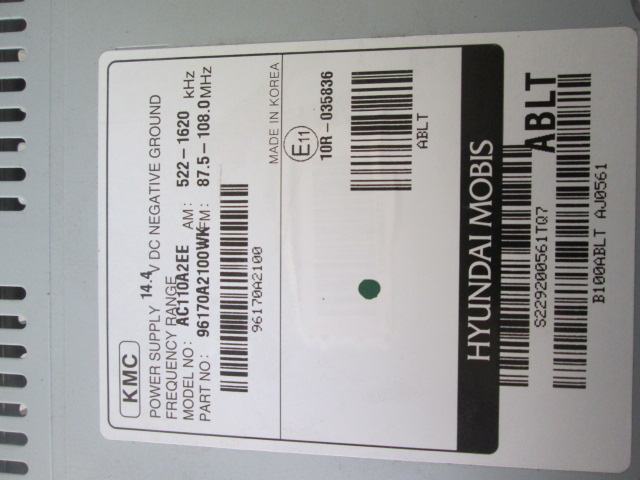 KMC
POWER SUPPLY 14.4 V DC NEGATIVE GROUND
FREQUENCY RANGE AM: 522-1620 kHz
MODEL NO: AC110A2EE FM: 87.5-108.0 MHz
PART NO: 96170A2100WK
96170A2100
MADE IN KOREA
E11
10R-035836
ABLT
HYUNDAI MOBIS
S229200561TQ7
ABLT
B100ABLT AJ0561